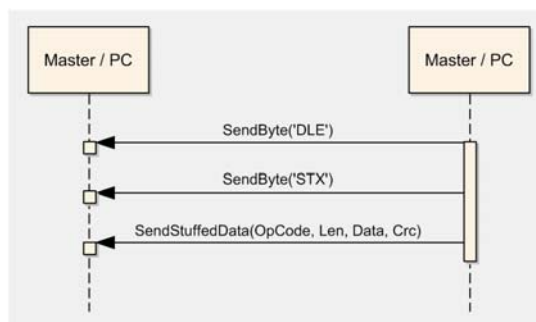 Master / PC
Master / PC
SendByte('DLE')
SendByte('STX')
SendStuffedData(OpCode, Len, Data, Crc)